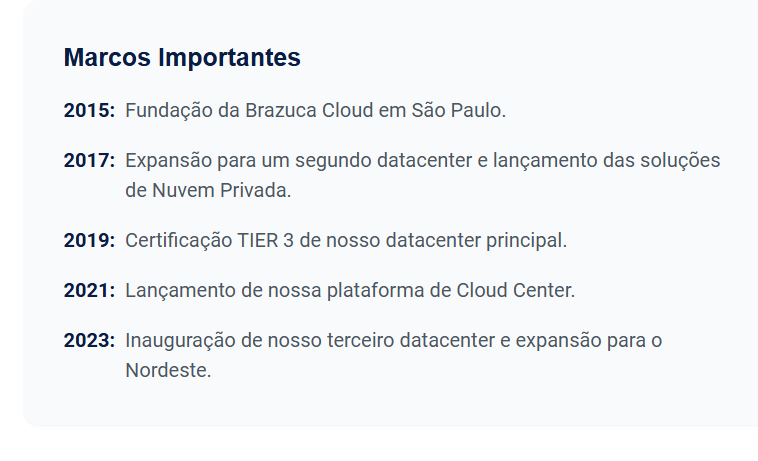 Marcos Importantes
2015: Fundação da Brazuca Cloud em São Paulo.
2017: Expansão para um segundo datacenter e lançamento das soluções
de Nuvem Privada.
2019: Certificação TIER 3 de nosso datacenter principal.
2021: Lançamento de nossa plataforma de Cloud Center.
2023: Inauguração de nosso terceiro datacenter e expansão para o
Nordeste.